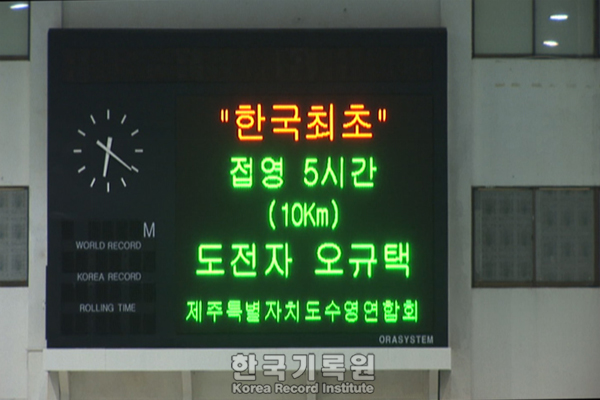 "한국최초"
접영 5시간
(10Km)
도전자 오규택
제주특별자치도수영연합회
M
WORLD RECORD
KOREA RECORD
ROLLING TIME
ORASYSTEM
한국기록원
Korea Record Institute